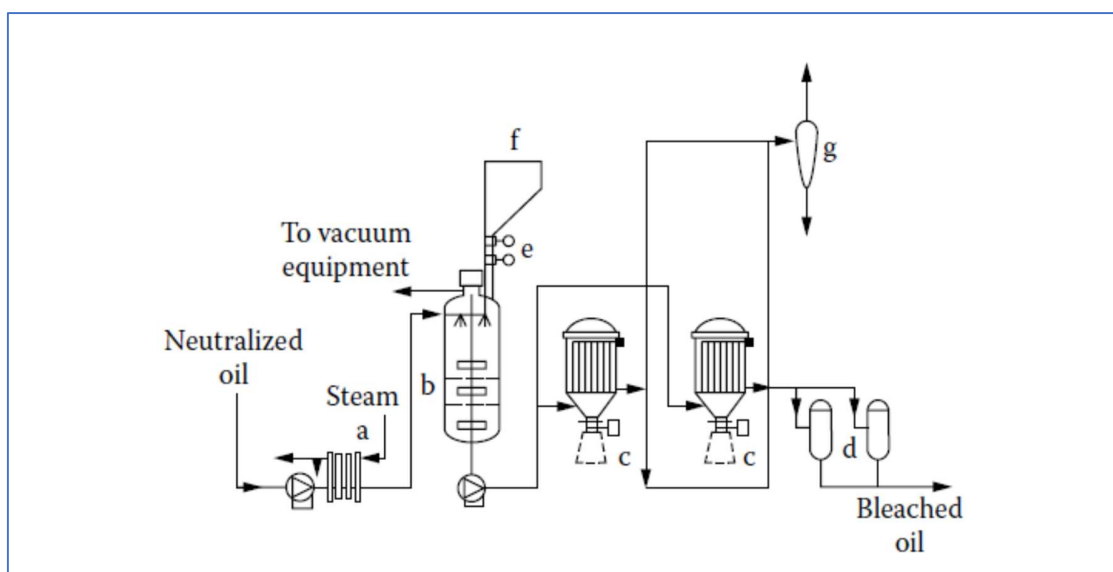 f
g
To vacuum
equipment
e
Neutralized
oil
Steam
a
b
c
c
d
Bleached
oil